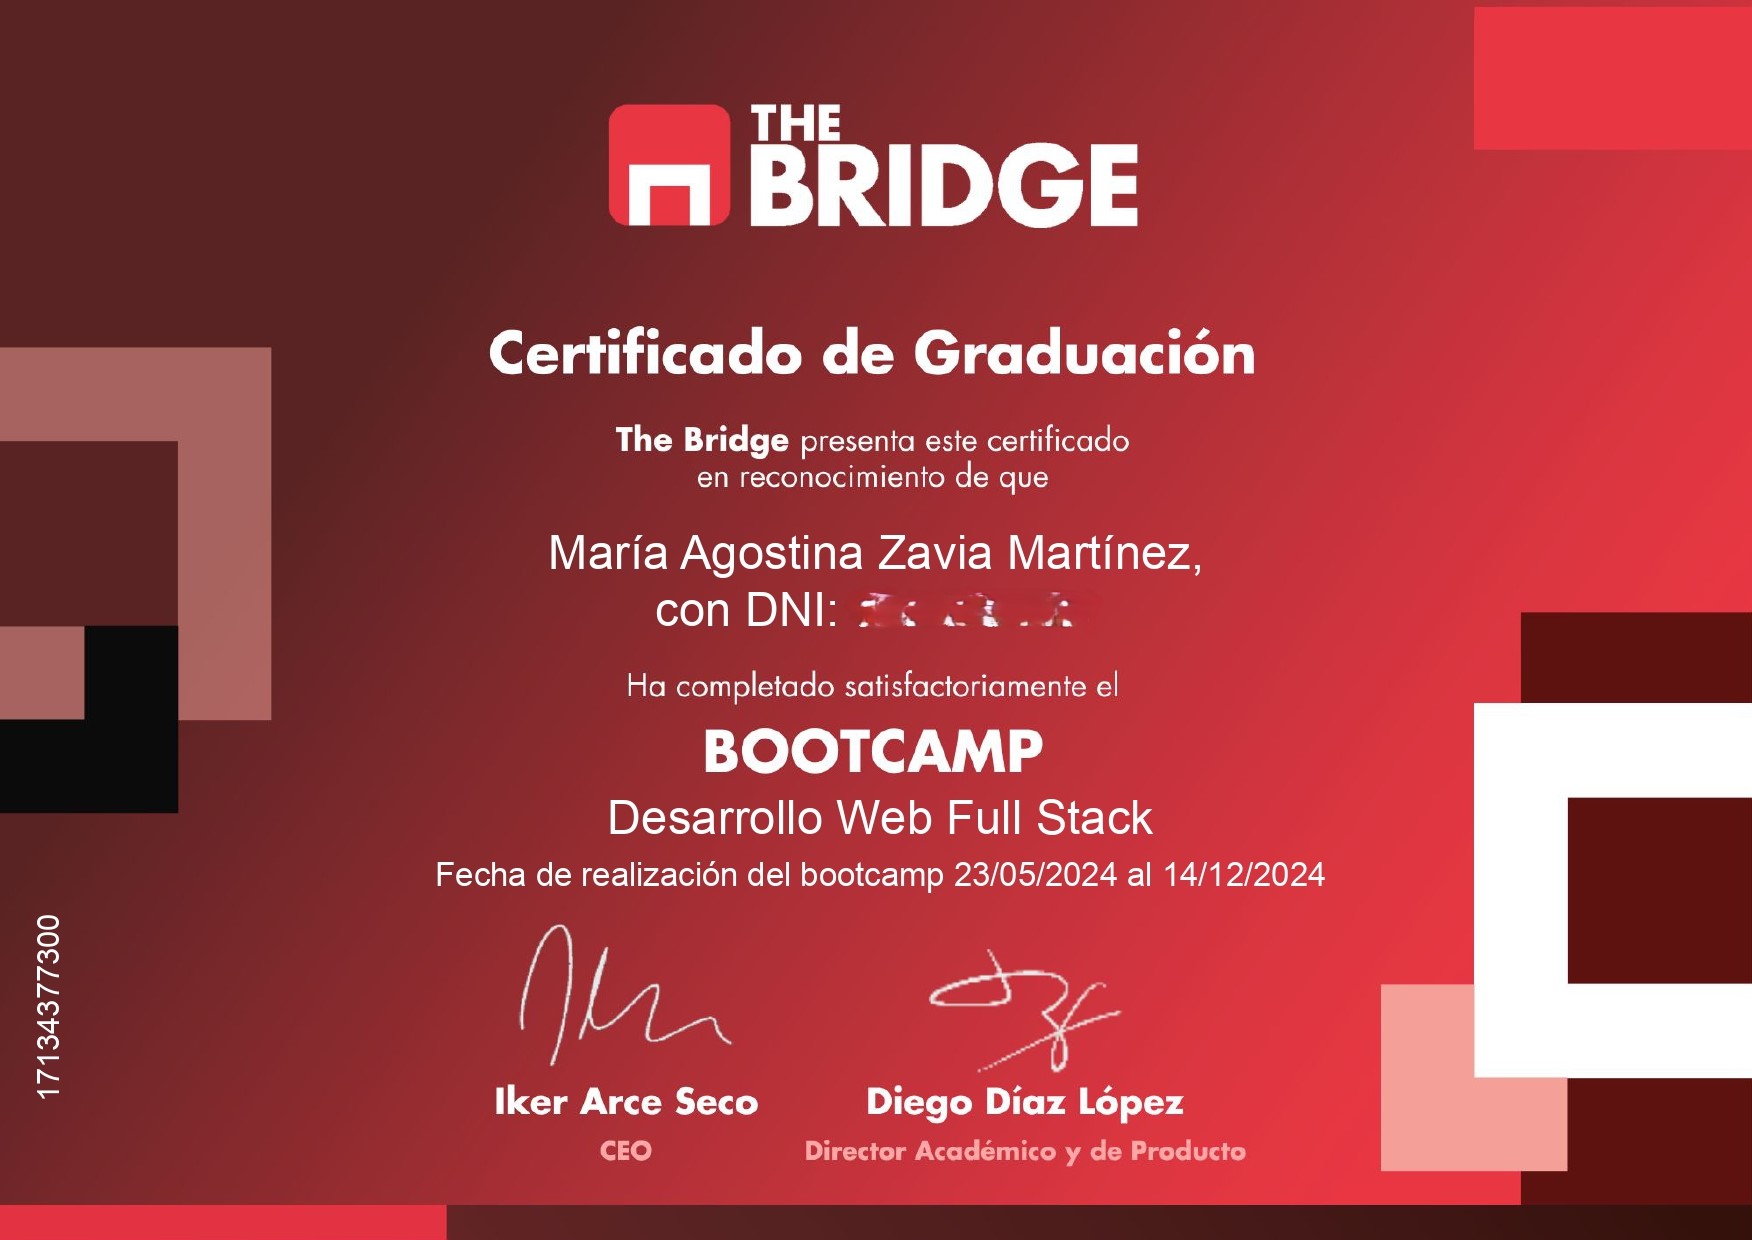 THE
BRIDGE
Certificado de Graduación
The Bridge presenta este certificado
en reconocimiento de que
María Agostina Zavia Martínez,
con DNI:
Ha completado satisfactoriamente el
BOOTCAMP
Desarrollo Web Full Stack
Fecha de realización del bootcamp 23/05/2024 al 14/12/2024
Iker Arce Seco
CEO
Diego Díaz López
Director Académico y de Producto
171343777300